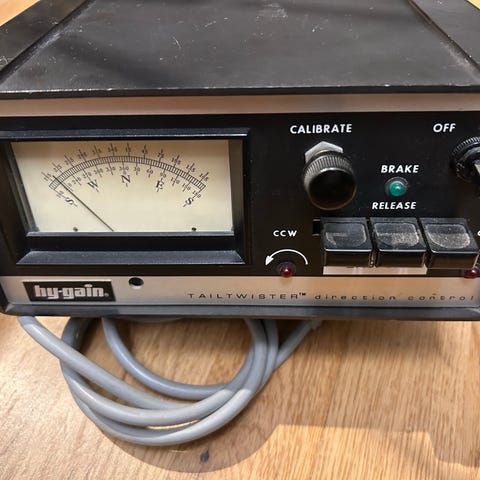 CALIBRATE
OFF
BRAKE
RELEASE
S W N E S
CCW
hy-gain
TAILTWISTER™ direction control